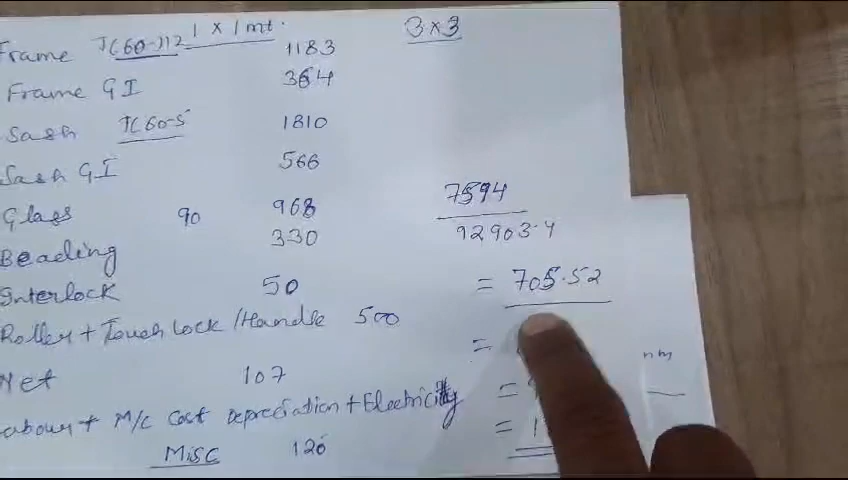 Frame JC60-112 1 x 1 mt. 1183 3x3
Frame GI 364
Sash JC60-5 1810
Sash GI 566
Glass 90 968
Beading 330
Interlock 50
Roller + Touch Lock / Handle 500
Net 107
Labour + M/c Cost Depreciation + Electricity
Misc 120
7594
92903.4
= 705.52
=
=
= 1
nm